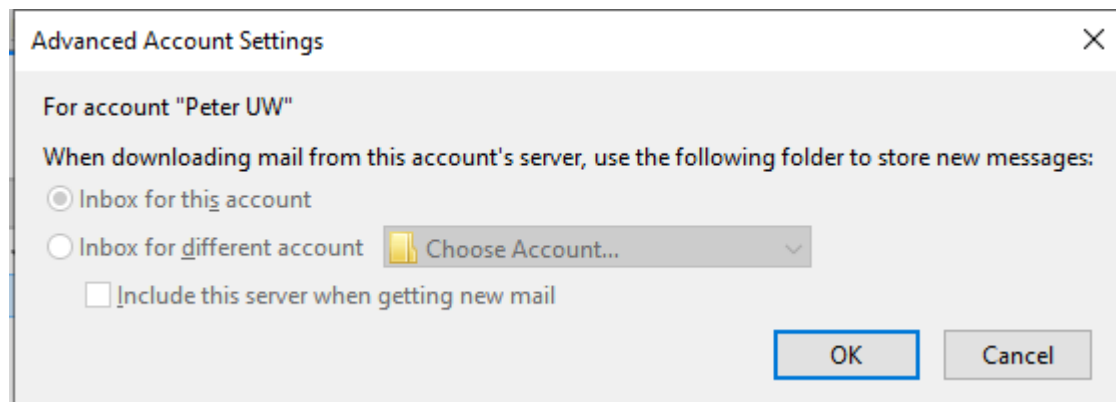 Advanced Account Settings
For account "Peter UW"
When downloading mail from this account's server, use the following folder to store new messages:
Inbox for this account
Inbox for different account Choose Account...
Include this server when getting new mail
OK Cancel